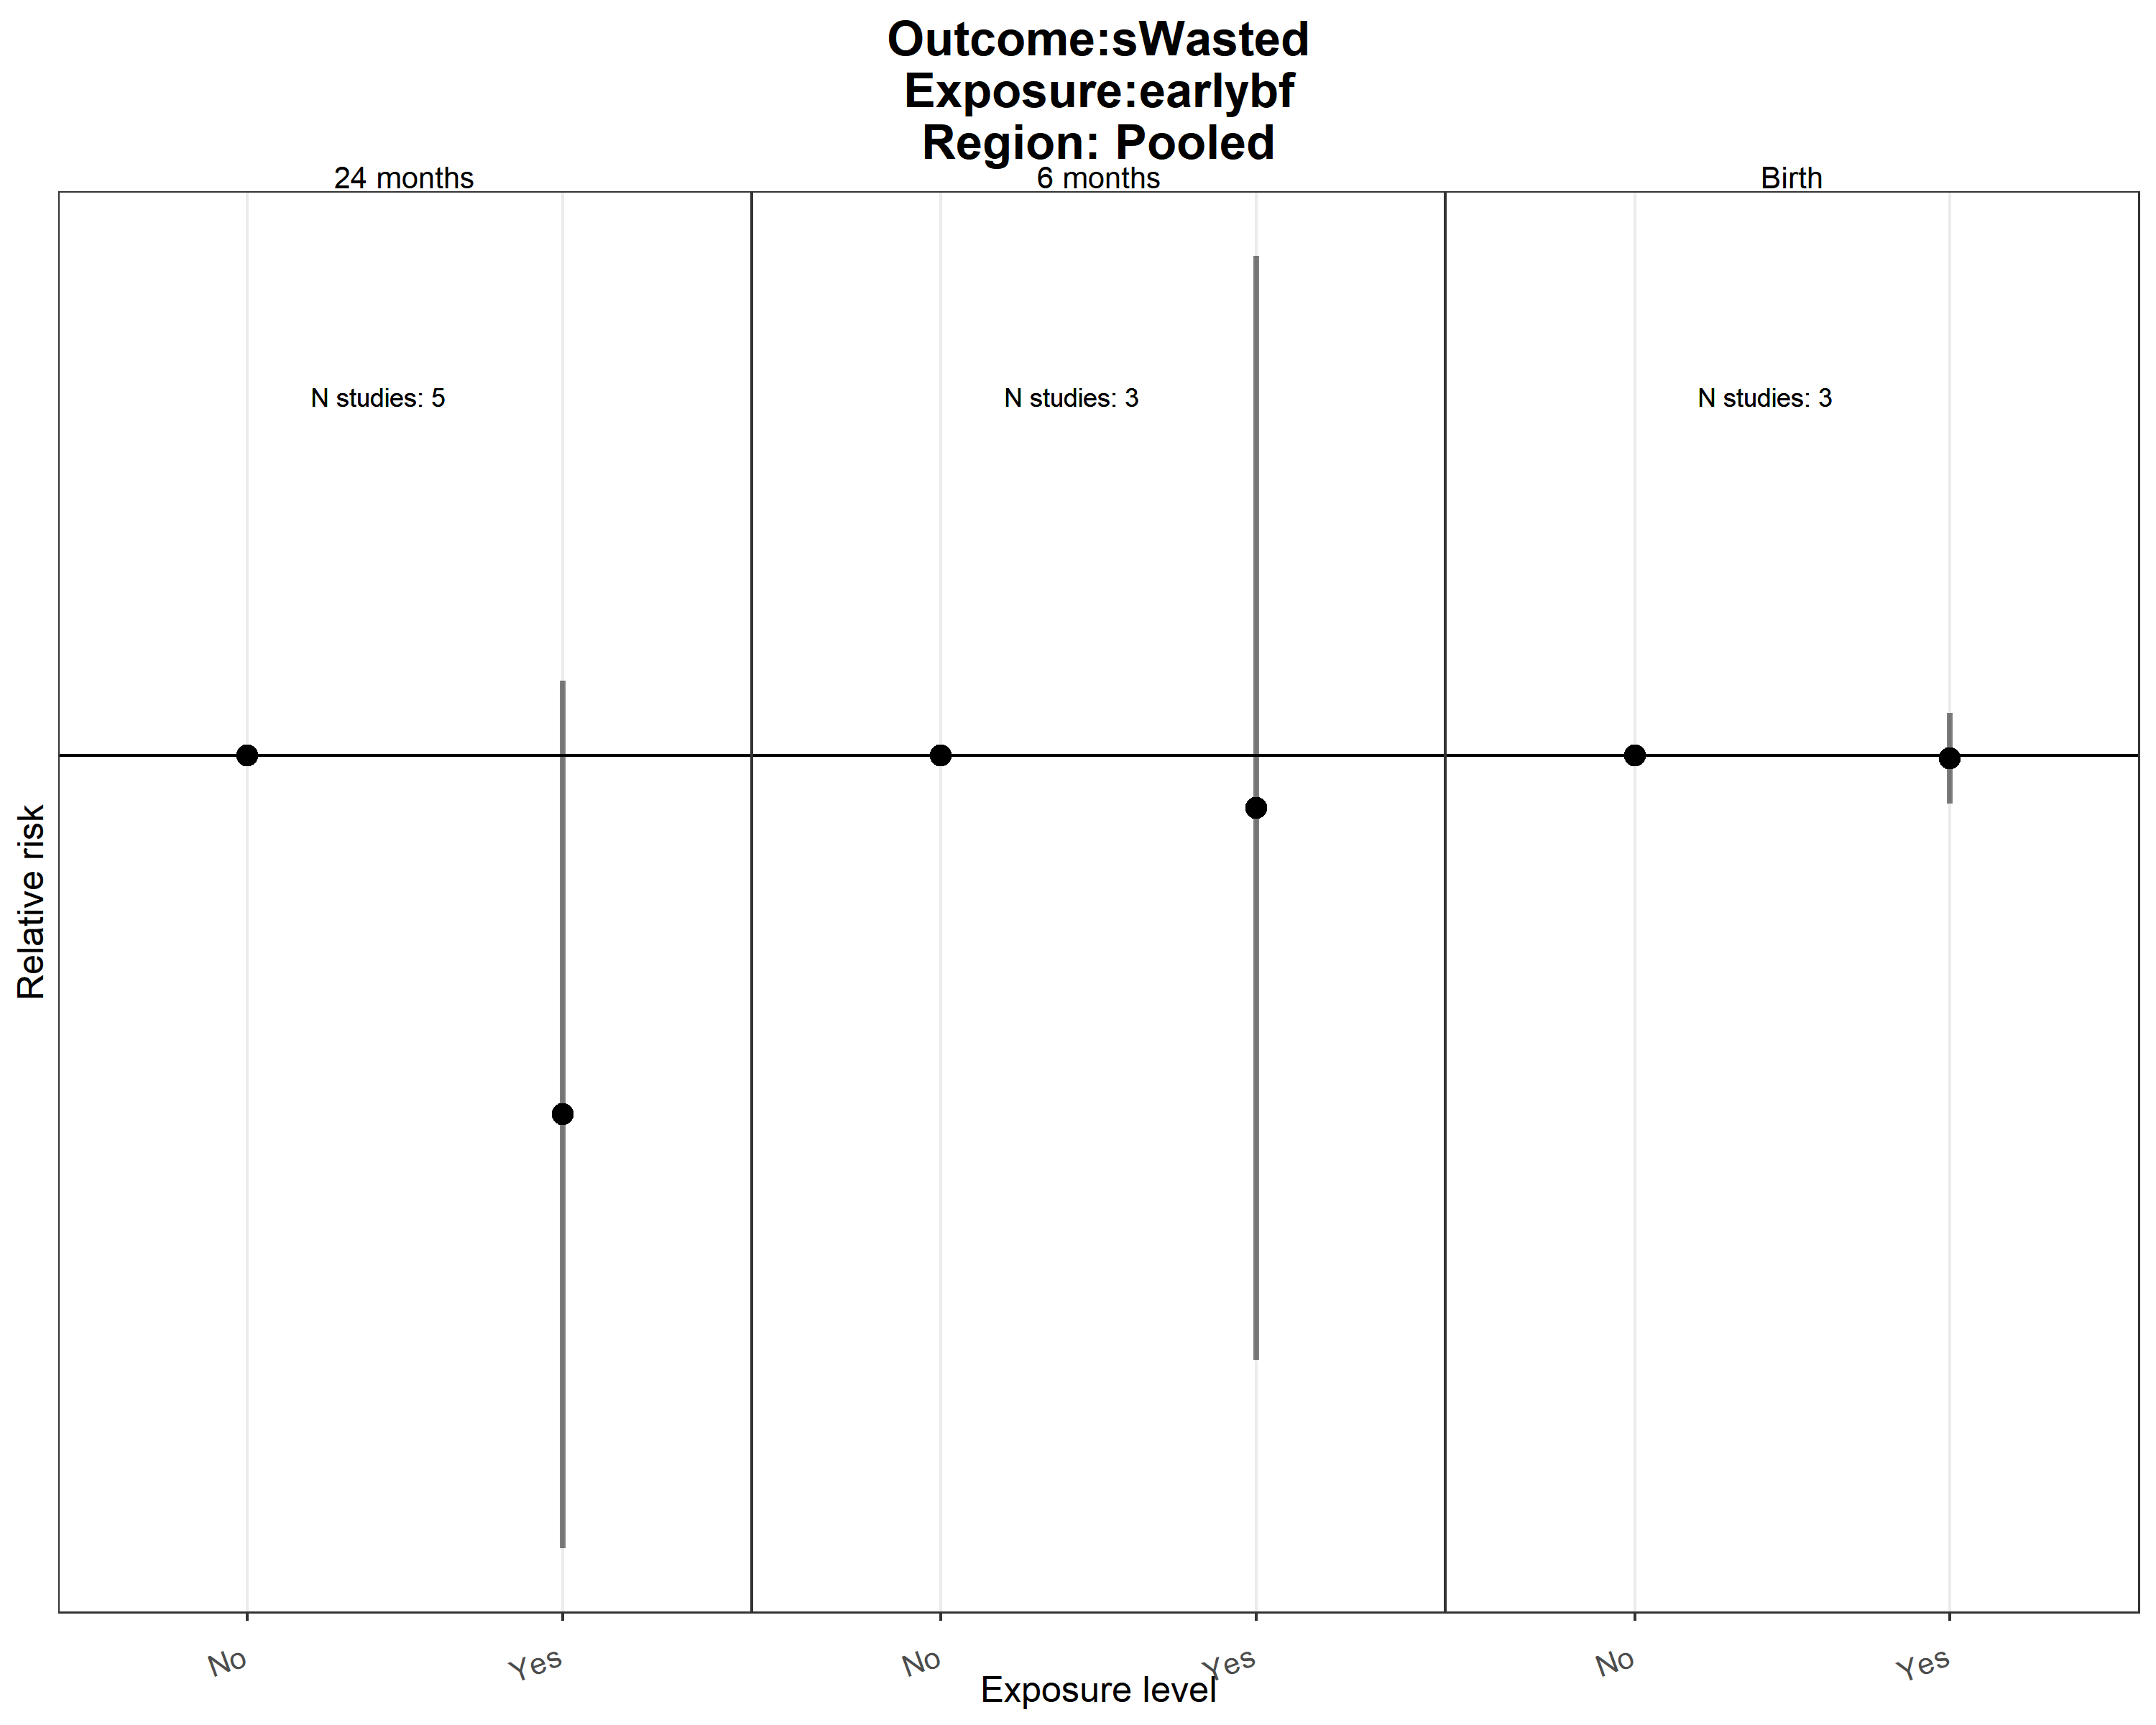 Outcome:sWasted
Exposure:earlybf
Region: Pooled
24 months
6 months
Birth
N studies: 5
N studies: 3
N studies: 3
Relative risk
No
Yes
No
Yes
No
Yes
Exposure level